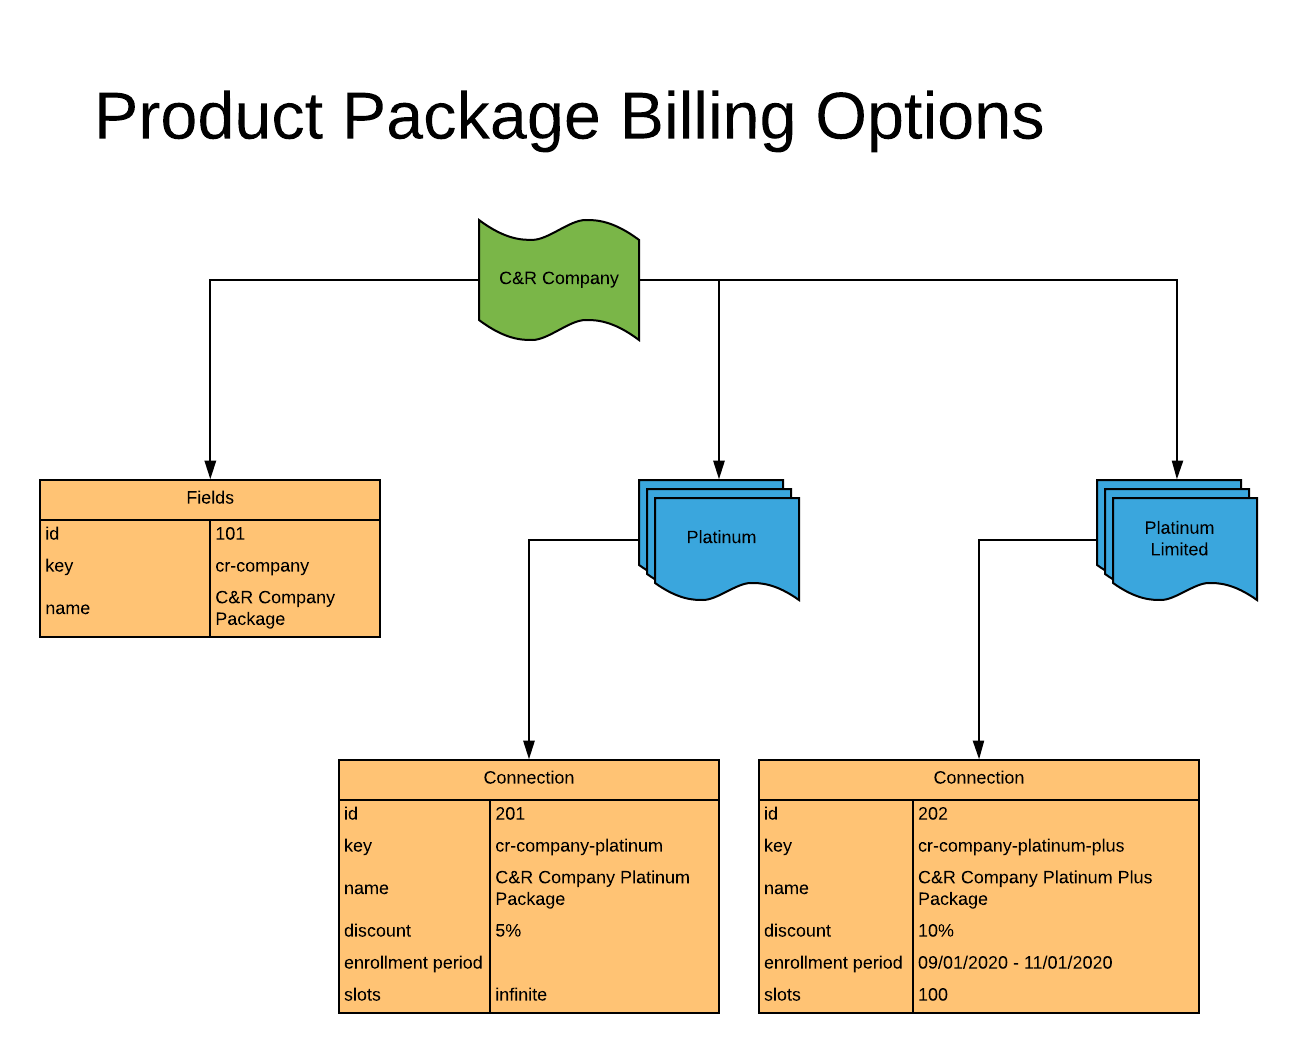 Product Package Billing Options
C&R Company
Fields
id 101
key cr-company
name C&R Company
Package
Platinum
Platinum
Limited
Connection
id 201
key cr-company-platinum
name C&R Company Platinum
Package
discount 5%
enrollment period
slots infinite
Connection
id 202
key cr-company-platinum-plus
name C&R Company Platinum Plus
Package
discount 10%
enrollment period 09/01/2020 - 11/01/2020
slots 100